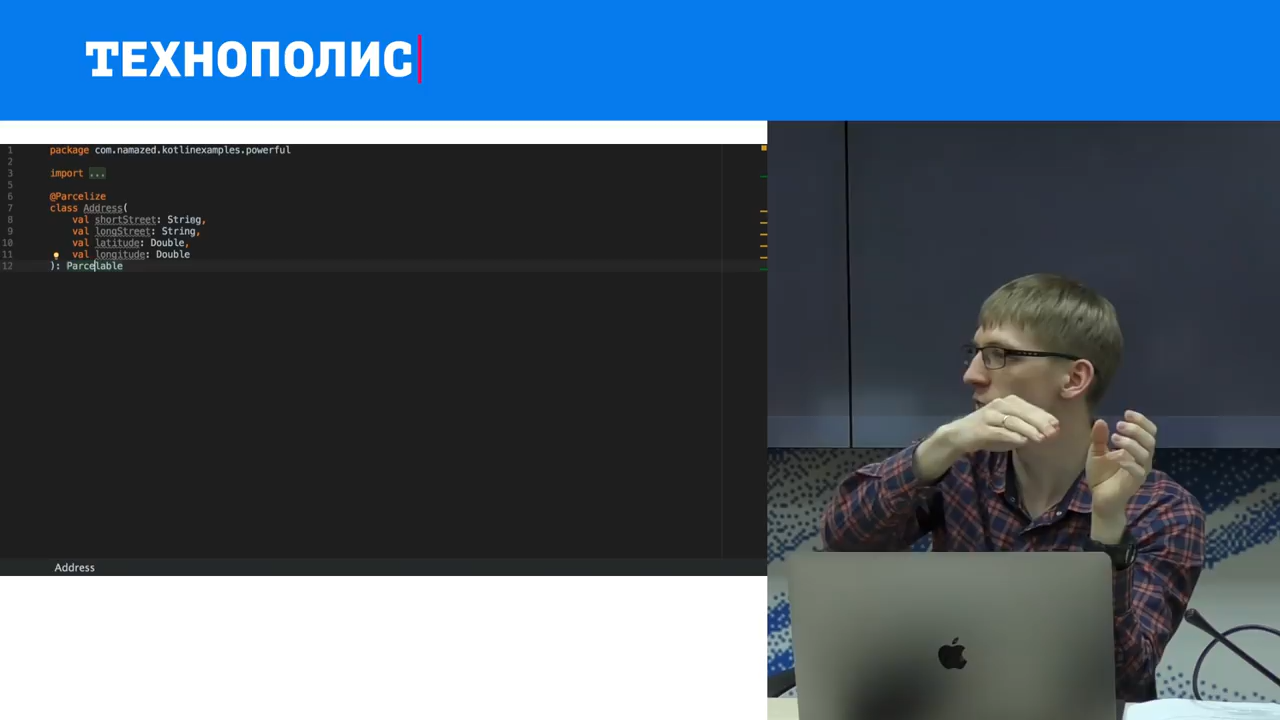 ТЕХНОПОЛИС
1 package com.namazed.kotlinexamples.powerful
2
3 import ...
5
6 @Parcelize
7 class Address(
8 val shortStreet: String,
9 val longStreet: String,
10 val latitude: Double,
11 val longitude: Double
12 ): Parcelable
Address